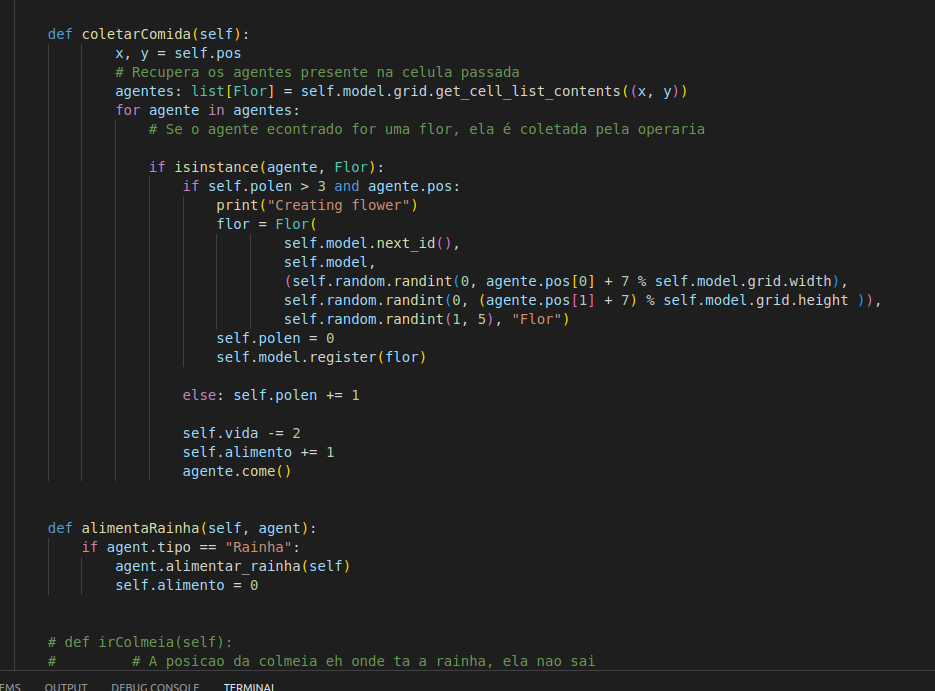 def coletarComida(self):
x, y = self.pos
# Recupera os agentes presente na celula passada
agentes: list[Flor] = self.model.grid.get_cell_list_contents((x, y))
for agente in agentes:
# Se o agente econtrado for uma flor, ela é coletada pela operaria
if isinstance(agente, Flor):
if self.polen > 3 and agente.pos:
print("Creating flower")
flor = Flor(
self.model.next_id(),
self.model,
(self.random.randint(0, agente.pos[0] + 7 % self.model.grid.width),
self.random.randint(0, (agente.pos[1] + 7) % self.model.grid.height )),
self.random.randint(1, 5), "Flor")
self.polen = 0
self.model.register(flor)
else: self.polen += 1
self.vida -= 2
self.alimento += 1
agente.come()
def alimentaRainha(self, agent):
if agent.tipo == "Rainha":
agent.alimentar_rainha(self)
self.alimento = 0
# def irColmeia(self):
# # A posicao da colmeia eh onde ta a rainha, ela nao sai
EMS OUTPUT DEBUG CONSOLE TERMINAL